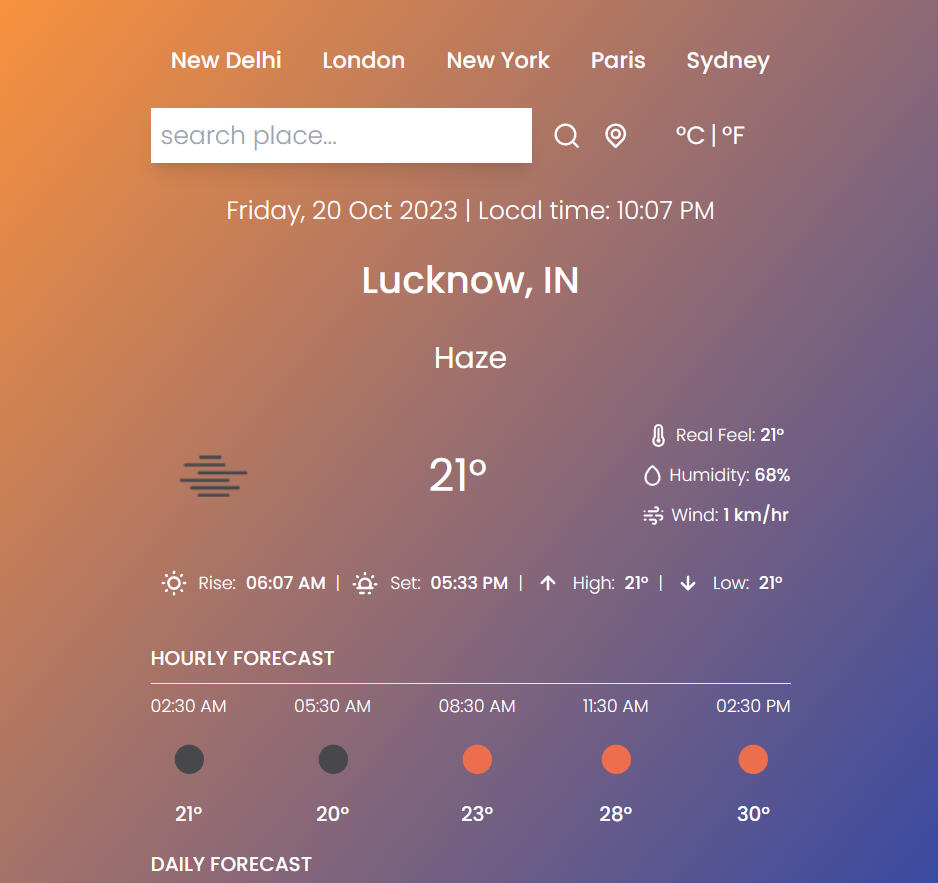 New Delhi London New York Paris Sydney
search place... °C | °F
Friday, 20 Oct 2023 | Local time: 10:07 PM
Lucknow, IN
Haze
21°
Real Feel: 21°
Humidity: 68%
Wind: 1 km/hr
Rise: 06:07 AM | Set: 05:33 PM | High: 21° | Low: 21°
HOURLY FORECAST
02:30 AM 05:30 AM 08:30 AM 11:30 AM 02:30 PM
21° 20° 23° 28° 30°
DAILY FORECAST